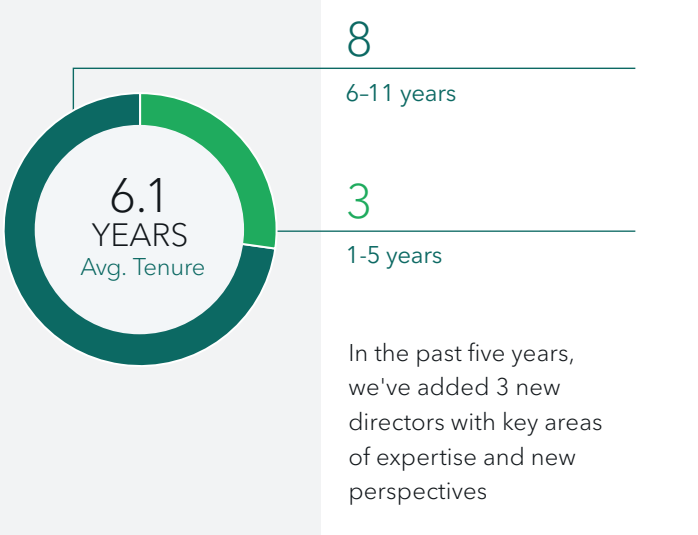 8
6–11 years
6.1
YEARS
Avg. Tenure
3
1-5 years
In the past five years,
we've added 3 new
directors with key areas
of expertise and new
perspectives